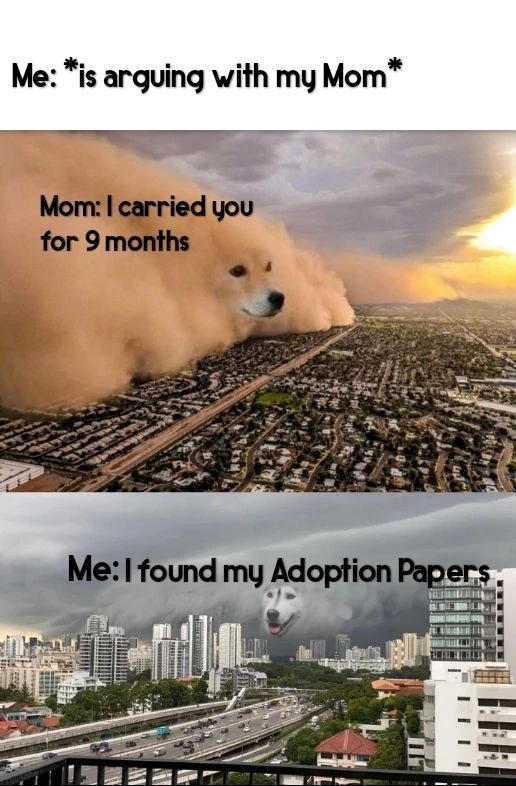 Me: *is arguing with my Mom*
Mom: I carried you
for 9 months
Me: I found my Adoption Papers